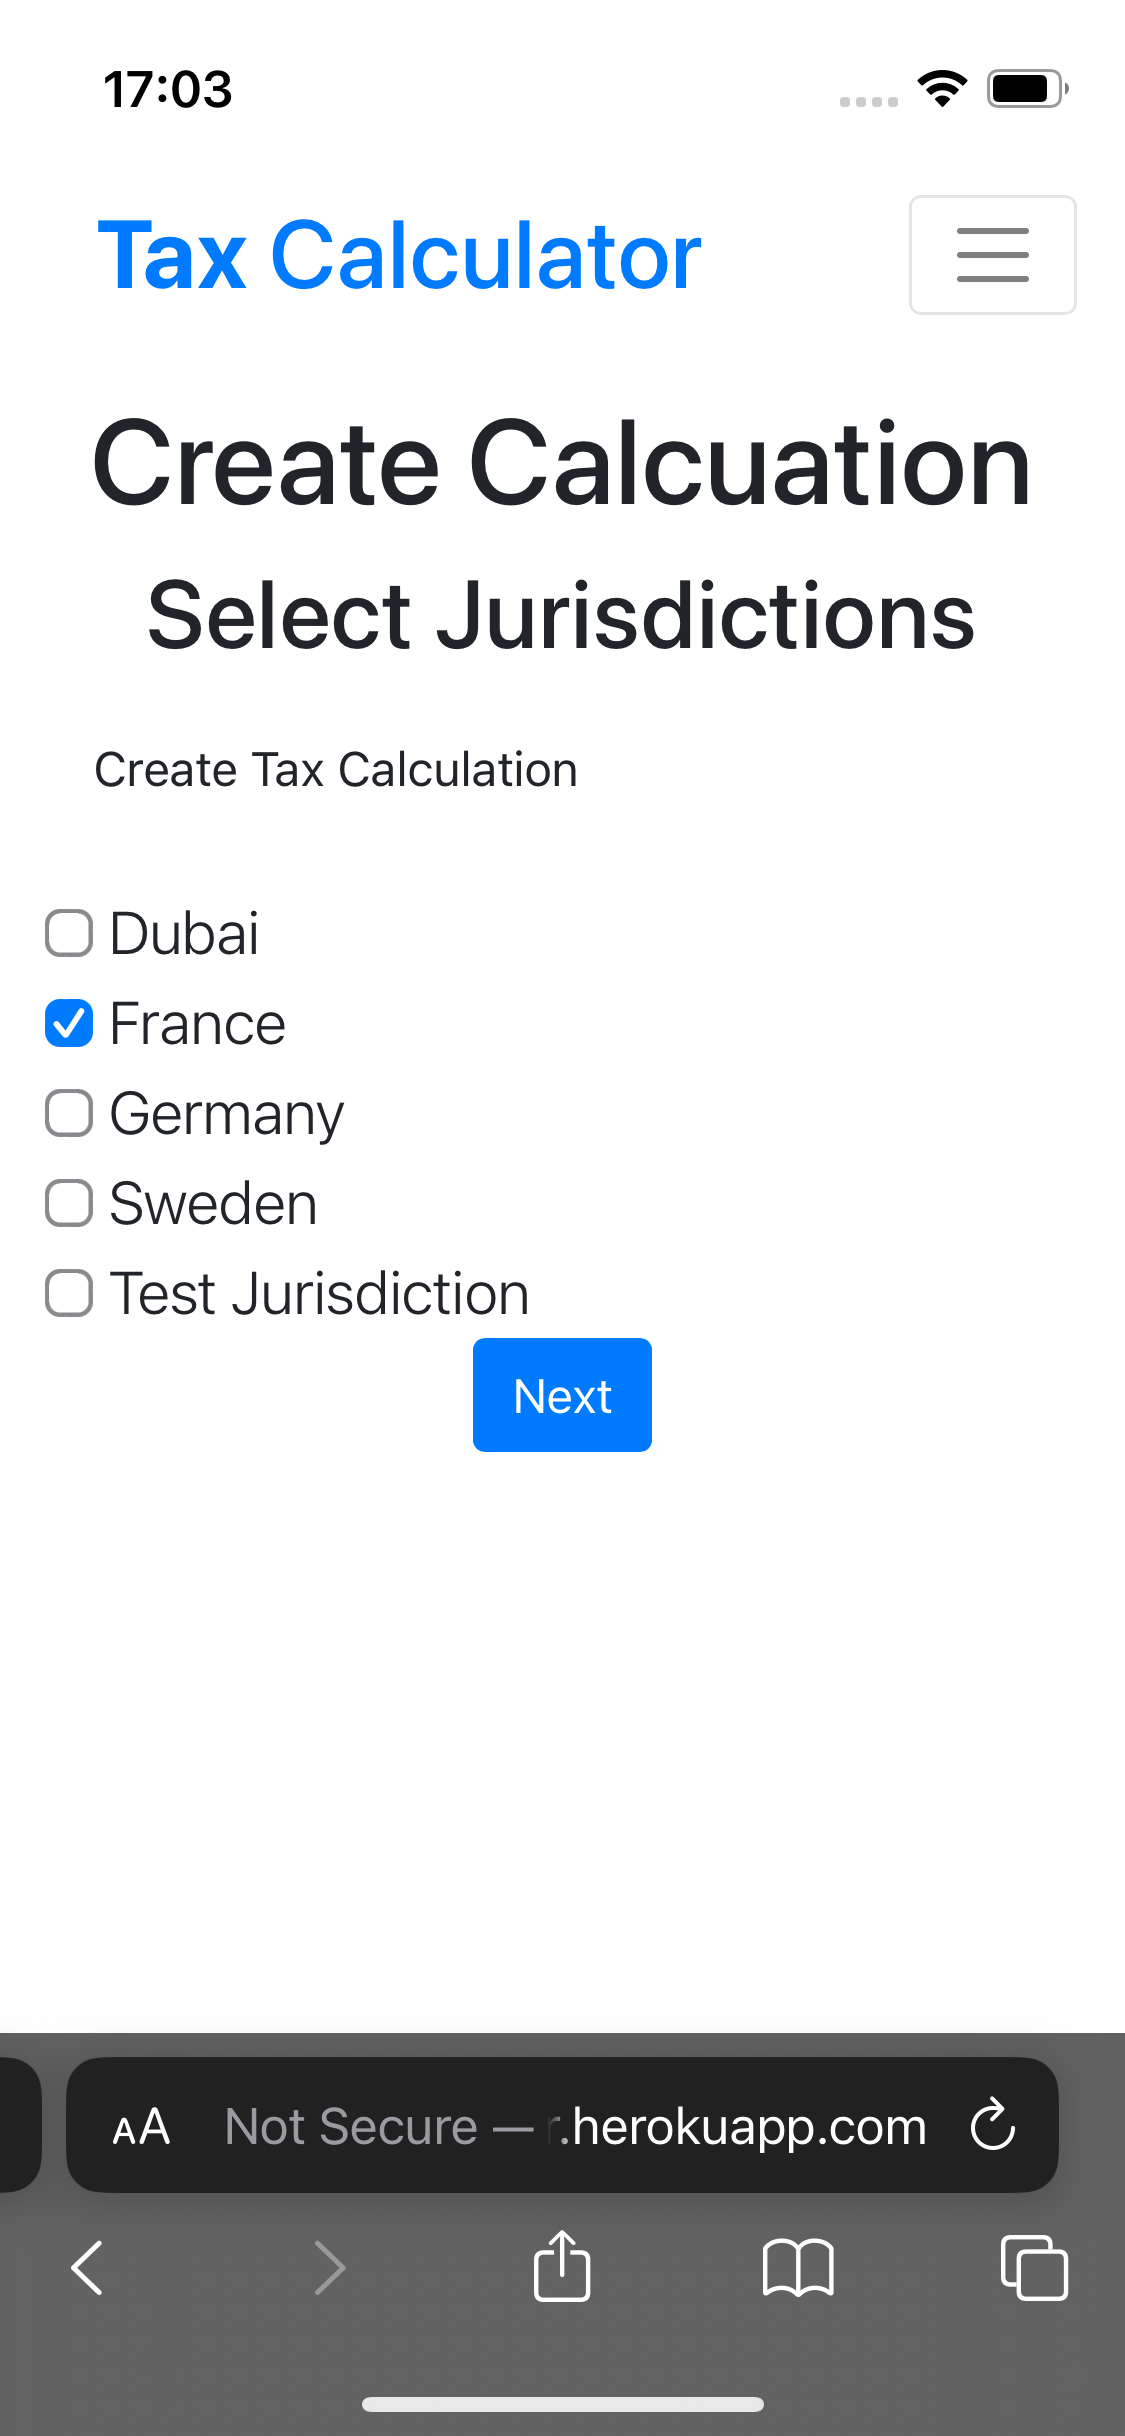 17:03
Tax Calculator
Create Calcuation
Select Jurisdictions
Create Tax Calculation
Dubai
France
Germany
Sweden
Test Jurisdiction
Next
AA Not Secure — r.herokuapp.com